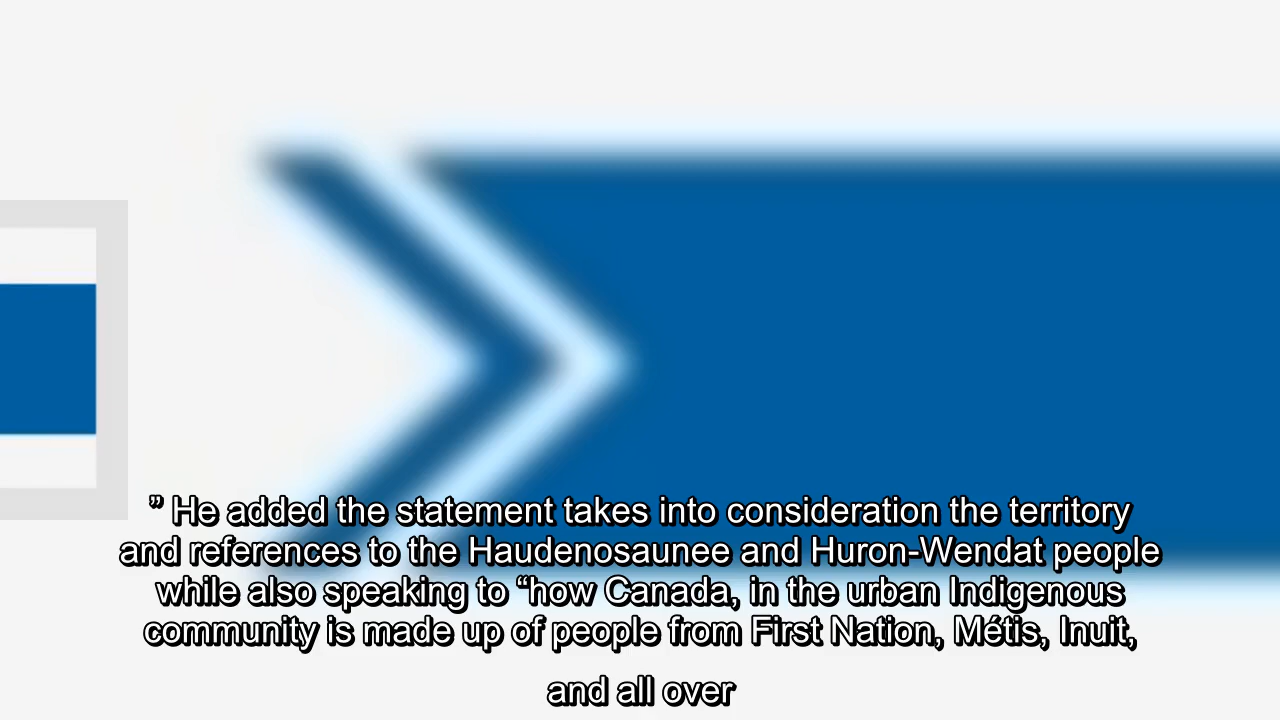 ” He added the statement takes into consideration the territory
and references to the Haudenosaunee and Huron-Wendat people
while also speaking to “how Canada, in the urban Indigenous
community is made up of people from First Nation, Métis, Inuit,
and all over